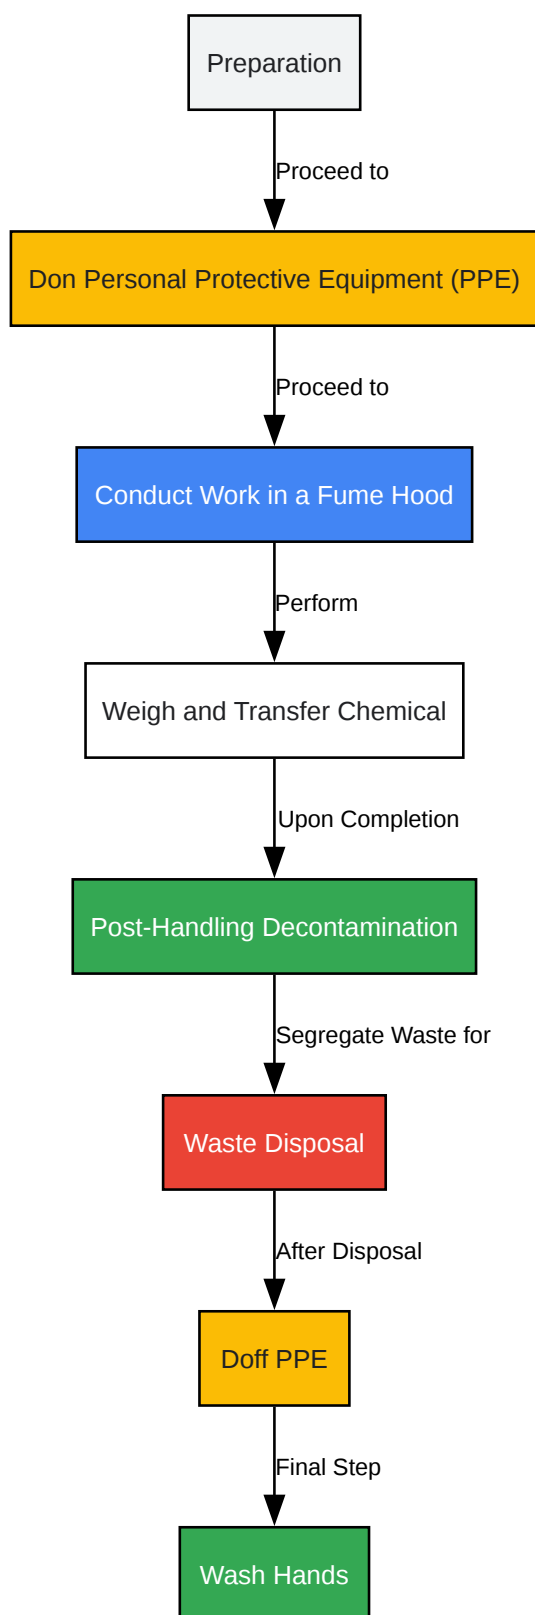 Preparation
Proceed to
Don Personal Protective Equipment (PPE)
Proceed to
Conduct Work in a Fume Hood
Perform
Weigh and Transfer Chemical
Upon Completion
Post-Handling Decontamination
Segregate Waste for
Waste Disposal
After Disposal
Doff PPE
Final Step
Wash Hands